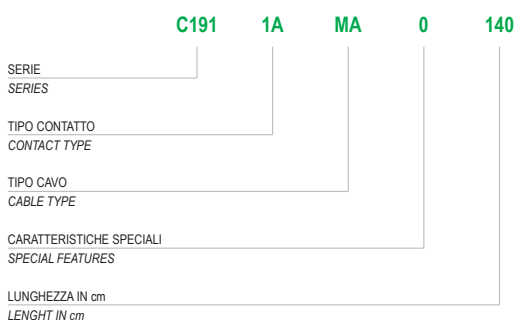 C191 1A MA 0 140
SERIE
SERIES
TIPO CONTATTO
CONTACT TYPE
TIPO CAVO
CABLE TYPE
CARATTERISTICHE SPECIALI
SPECIAL FEATURES
LUNGHEZZA IN cm
LENGHT IN cm